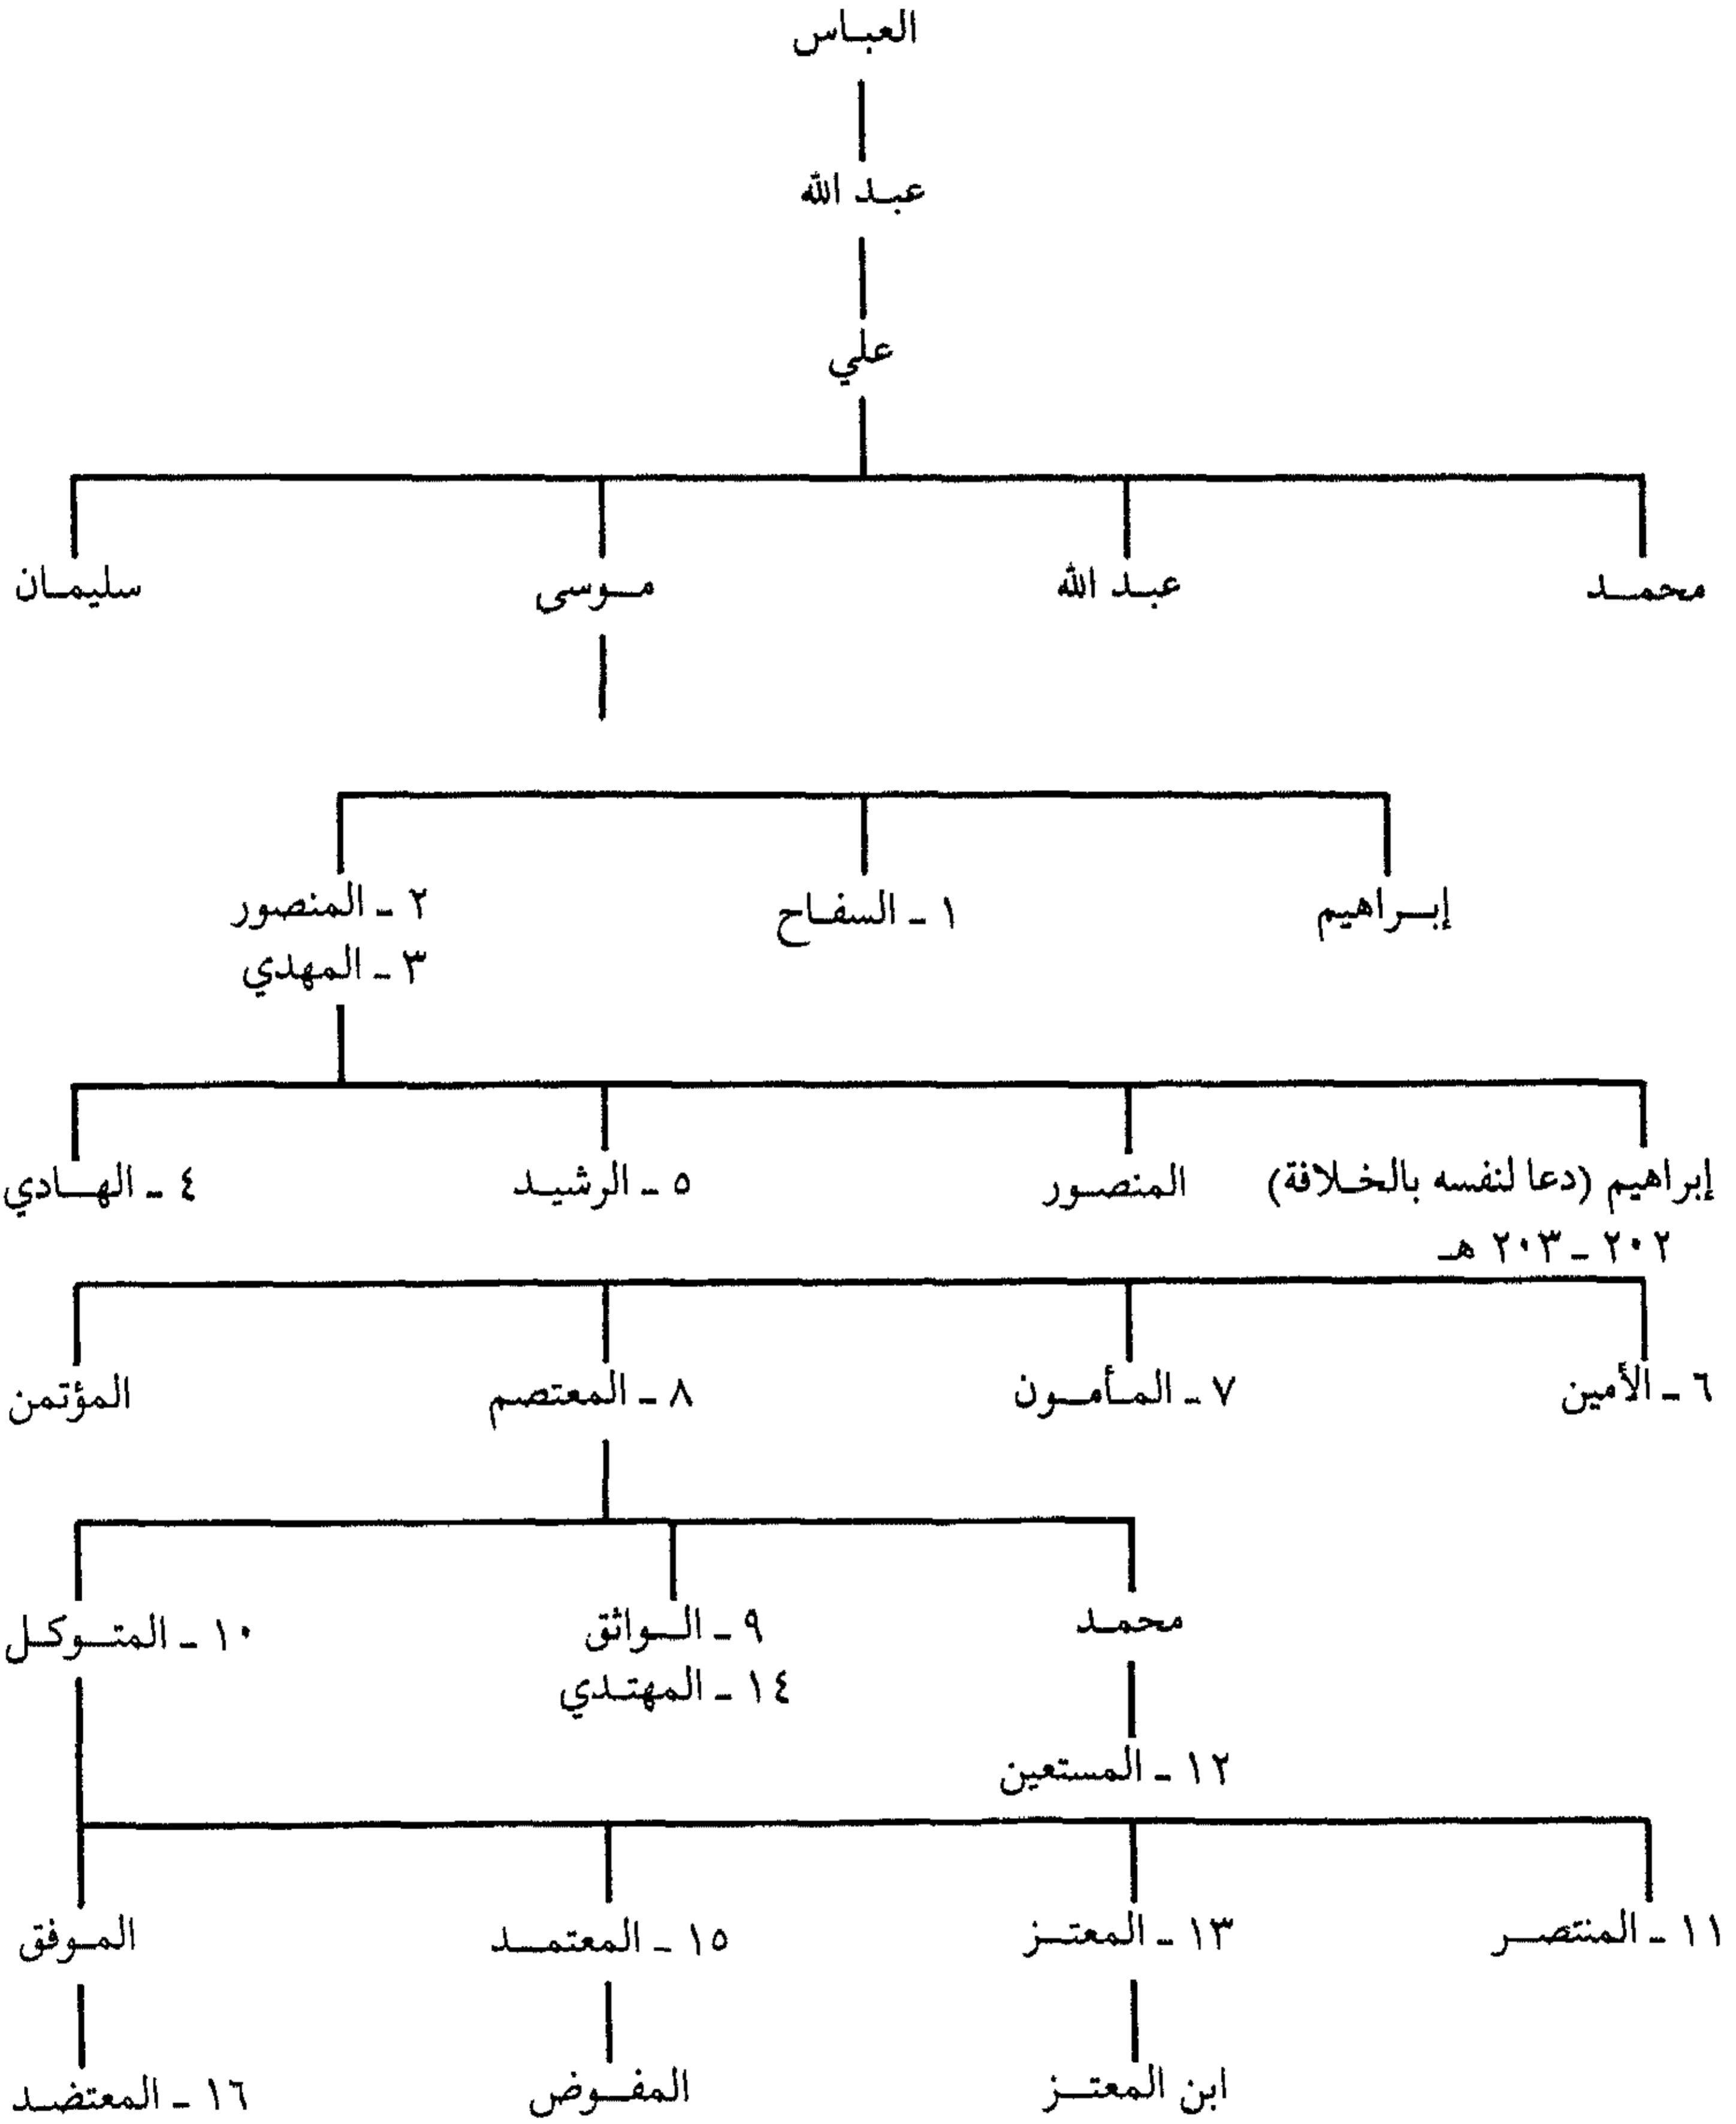 العباس
عبد الله
علي
محمد
عبد الله
موسى
سليمان
إبراهيم
١ - السفاح
٢ - المنصور
٣ - المهدي
إبراهيم (دعا لنفسه بالخلافة)
٢٠٢ - ٢٠٣ هـ
المنصور
٥ - الرشيد
٤ - الهادي
٦ - الأمين
٧ - المأمون
٨ - المعتصم
المؤتمن
محمد
٩ - الواثق
١٤ - المهتدي
١٠ - المتوكل
١٢ - المستعين
١١ - المنتصر
١٣ - المعتز
١٥ - المعتمد
الموفق
ابن المعتز
المفوض
١٦ - المعتضد